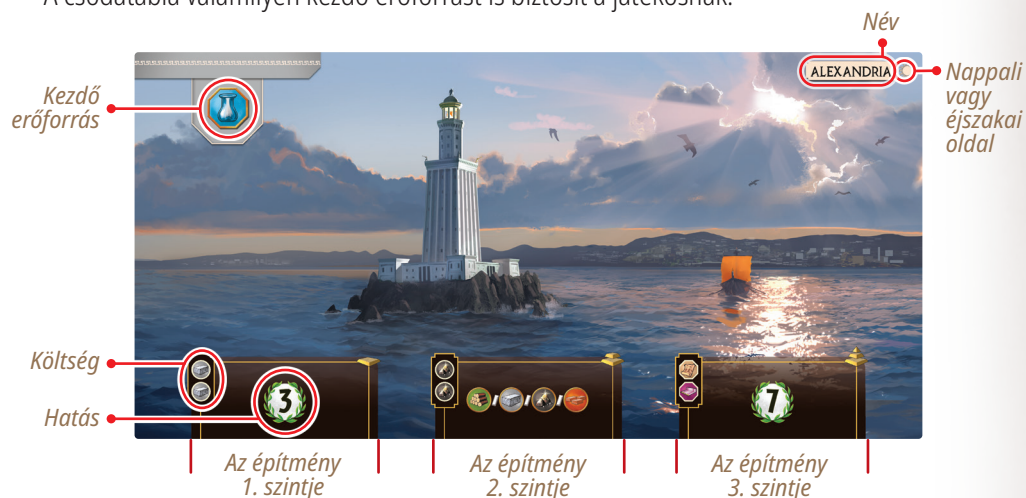 A csodatábla valamilyen kezdő erőforrást is biztosít a játékosnak.
Név
ALEXANDRIA
Nappali
vagy
éjszakai
oldal
Kezdő
erőforrás
Költség
Hatás
3
7
Az építmény
1. szintje
Az építmény
2. szintje
Az építmény
3. szintje